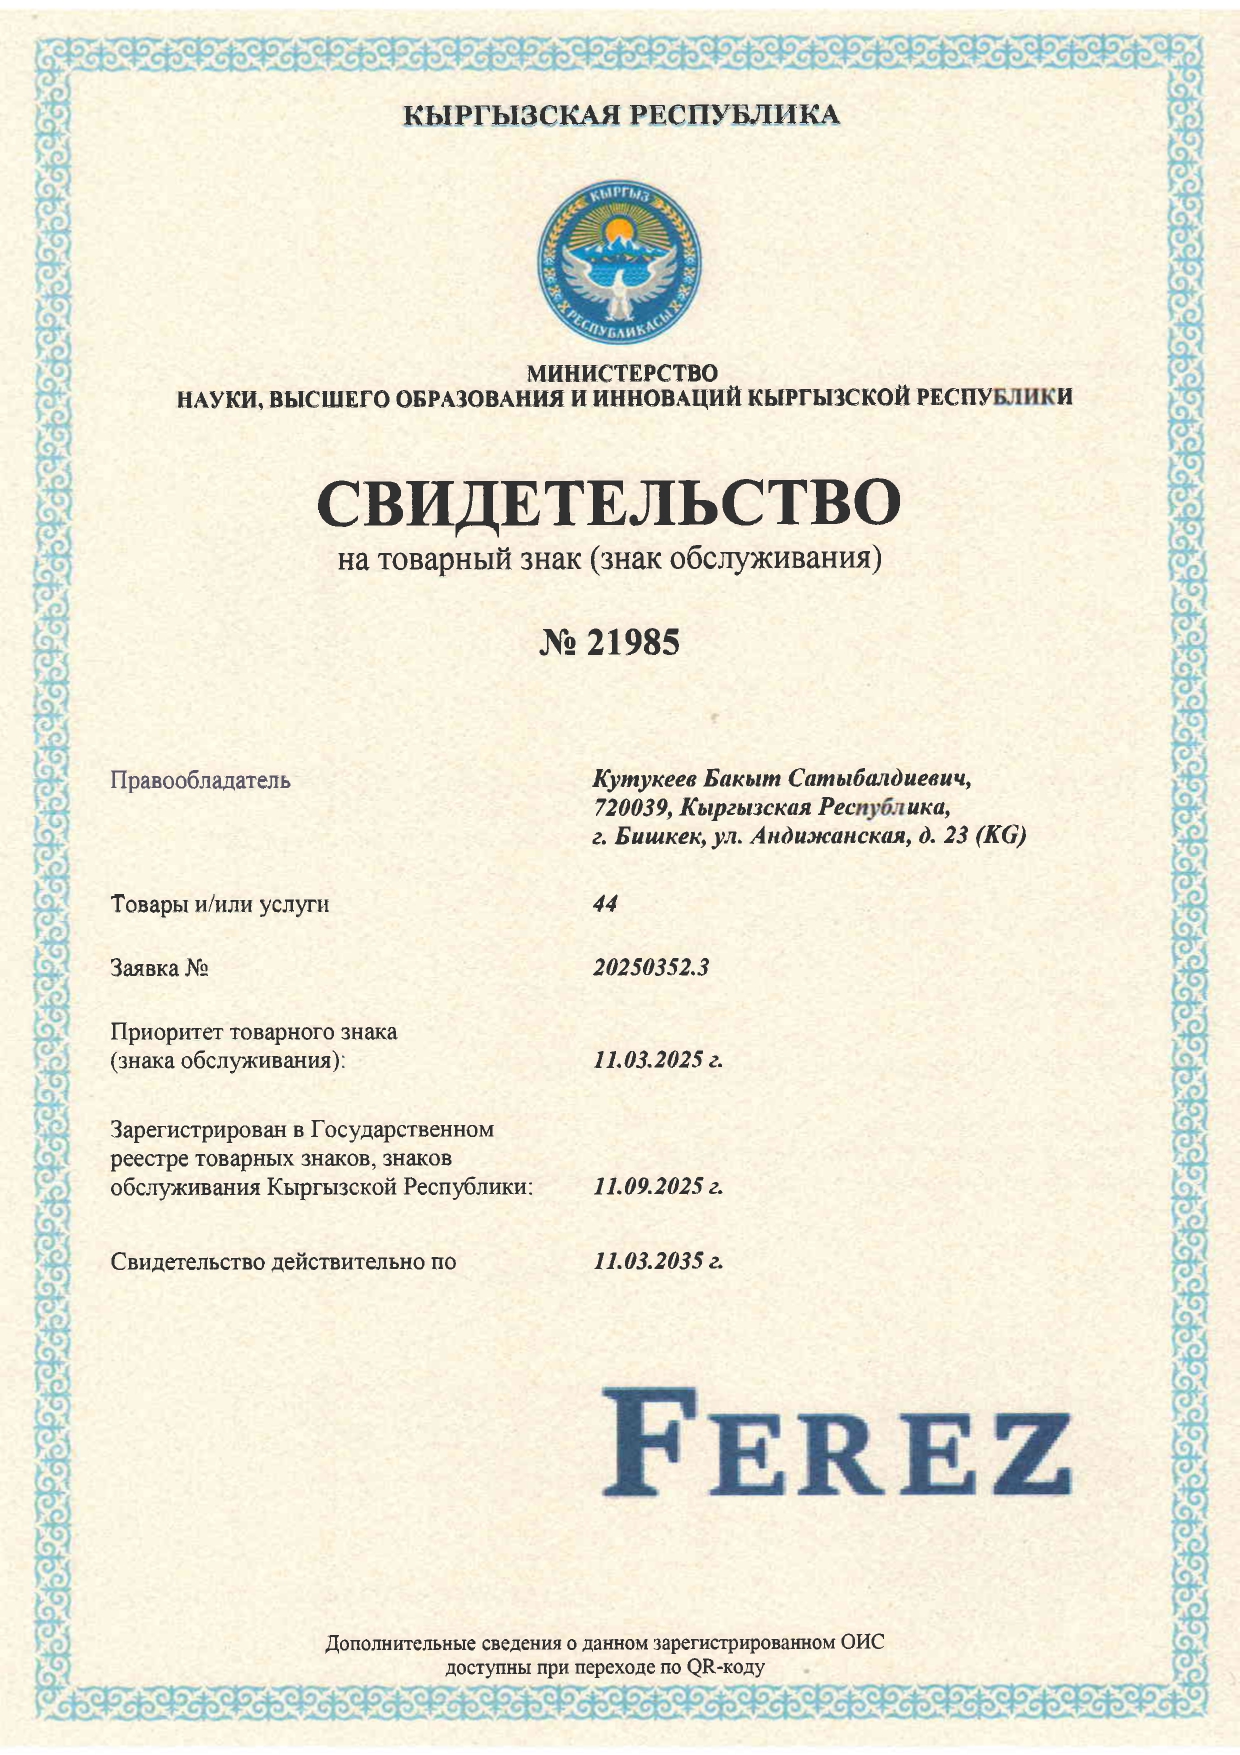 КЫРГЫЗСКАЯ РЕСПУБЛИКА
КЫРГЫЗ
РЕСПУБЛИКАСЫ
МИНИСТЕРСТВО
НАУКИ, ВЫСШЕГО ОБРАЗОВАНИЯ И ИННОВАЦИЙ КЫРГЫЗСКОЙ РЕСПУБЛИКИ
СВИДЕТЕЛЬСТВО
на товарный знак (знак обслуживания)
№ 21985
Правообладатель Кутукеев Бакыт Сатыбалдиевич,
720039, Кыргызская Республика,
г. Бишкек, ул. Андижанская, д. 23 (KG)
Товары и/или услуги 44
Заявка № 20250352.3
Приоритет товарного знака
(знака обслуживания): 11.03.2025 г.
Зарегистрирован в Государственном
реестре товарных знаков, знаков
обслуживания Кыргызской Республики: 11.09.2025 г.
Свидетельство действительно по 11.03.2035 г.
FEREZ
Дополнительные сведения о данном зарегистрированном ОИС
доступны при переходе по QR-коду